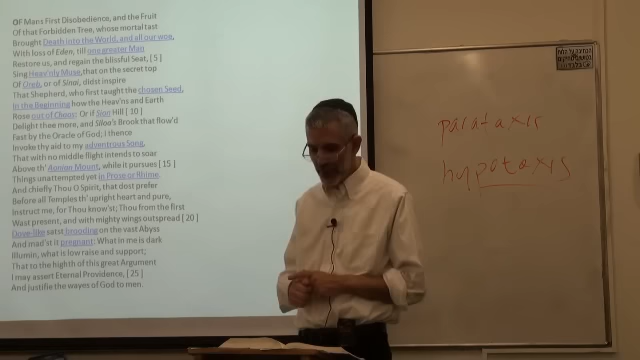 OF Mans First Disobedience, and the Fruit
Of that Forbidden Tree, whose mortal tast
Brought Death into the World, and all our woe,
With loss of Eden, till one greater Man
Restore us, and regain the blissful Seat, [ 5 ]
Sing Heav'nly Muse, that on the secret top
Of Oreb, or of Sinai, didst inspire
That Shepherd, who first taught the chosen Seed,
In the Beginning how the Heav'ns and Earth
Rose out of Chaos: Or if Sion Hill [ 10 ]
Delight thee more, and Siloa's Brook that flow'd
Fast by the Oracle of God; I thence
Invoke thy aid to my adventrous Song,
That with no middle flight intends to soar
Above th' Aonian Mount, while it pursues [ 15 ]
Things unattempted yet in Prose or Rhime.
And chiefly Thou O Spirit, that dost prefer
Before all Temples th' upright heart and pure,
Instruct me, for Thou know'st; Thou from the first
Wast present, and with mighty wings outspread [ 20 ]
Dove-like satst brooding on the vast Abyss
And mad'st it pregnant: What in me is dark
Illumin, what is low raise and support;
That to the highth of this great Argument
I may assert Eternal Providence, [ 25 ]
And justifie the wayes of God to men.
parataxis
hypotaxis